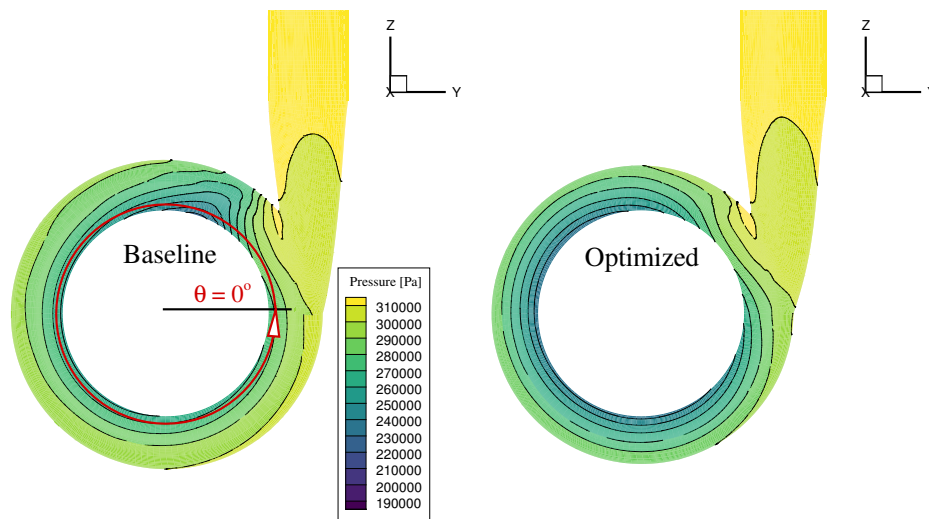 Z
X
Y
Baseline
θ = 0°
Pressure [Pa]
310000
300000
290000
280000
270000
260000
250000
240000
230000
220000
210000
200000
190000
Z
X
Y
Optimized